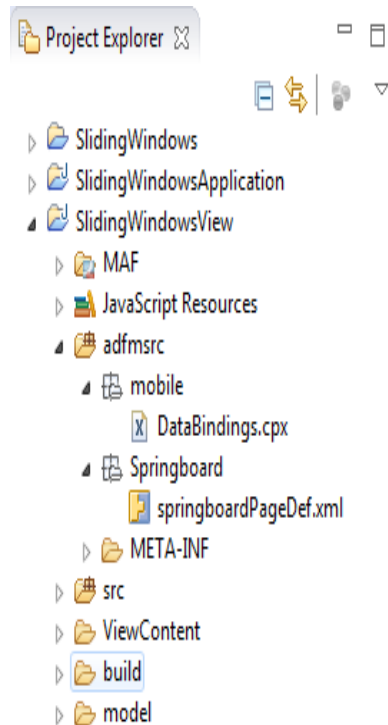 Project Explorer
SlidingWindows
SlidingWindowsApplication
SlidingWindowsView
MAF
JavaScript Resources
adfmsrc
mobile
DataBindings.cpx
Springboard
springboardPageDef.xml
META-INF
src
ViewContent
build
model